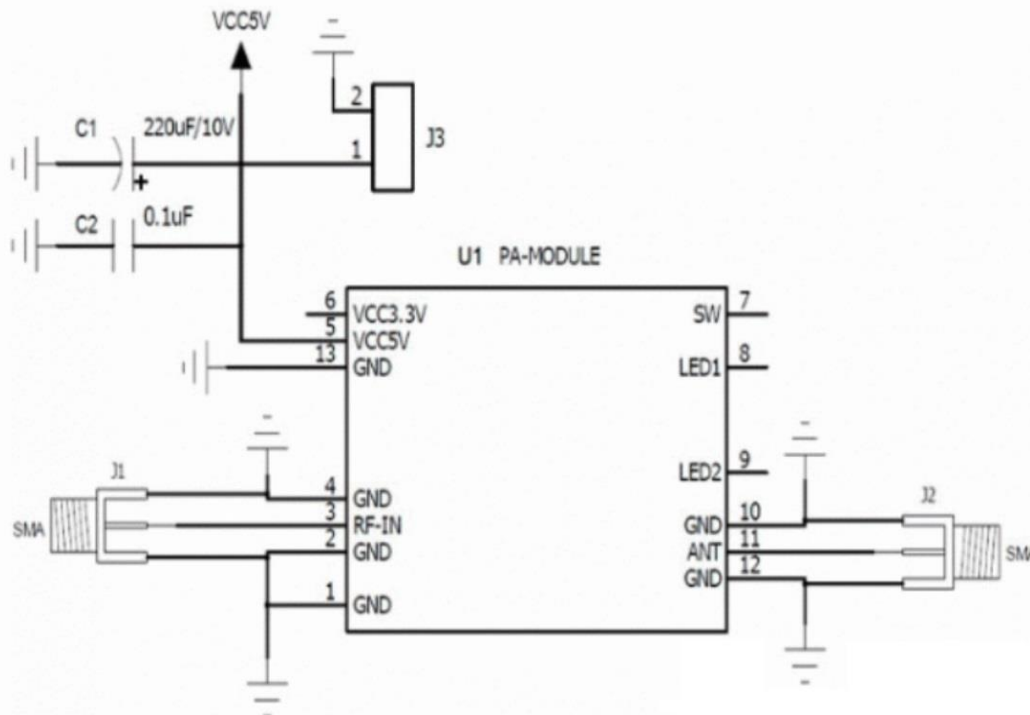 VCC5V
2
C1
220uF/10V
J3
1
+
C2
0.1uF
U1 PA-MODULE
6
VCC3.3V
SW
7
5
VCC5V
13
GND
LED1
8
LED2
9
J1
4
GND
SMA
3
RF-IN
2
GND
1
GND
GND
10
J2
ANT
11
SMA
GND
12